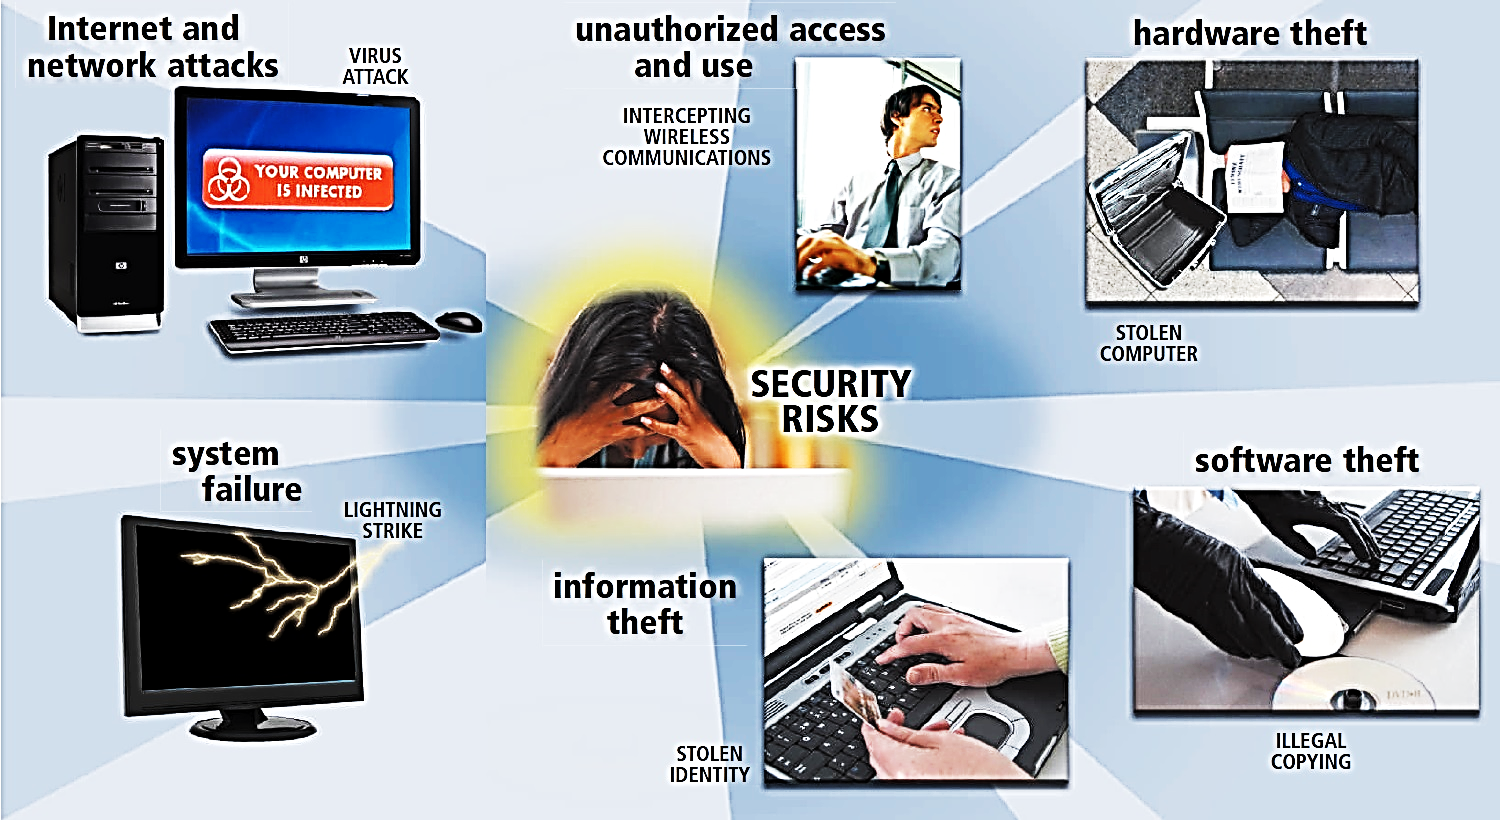 Internet and
network attacks
VIRUS
ATTACK
YOUR COMPUTER
IS INFECTED
unauthorized access
and use
INTERCEPTING
WIRELESS
COMMUNICATIONS
hardware theft
STOLEN
COMPUTER
SECURITY
RISKS
system
failure
LIGHTNING
STRIKE
information
theft
STOLEN
IDENTITY
software theft
ILLEGAL
COPYING